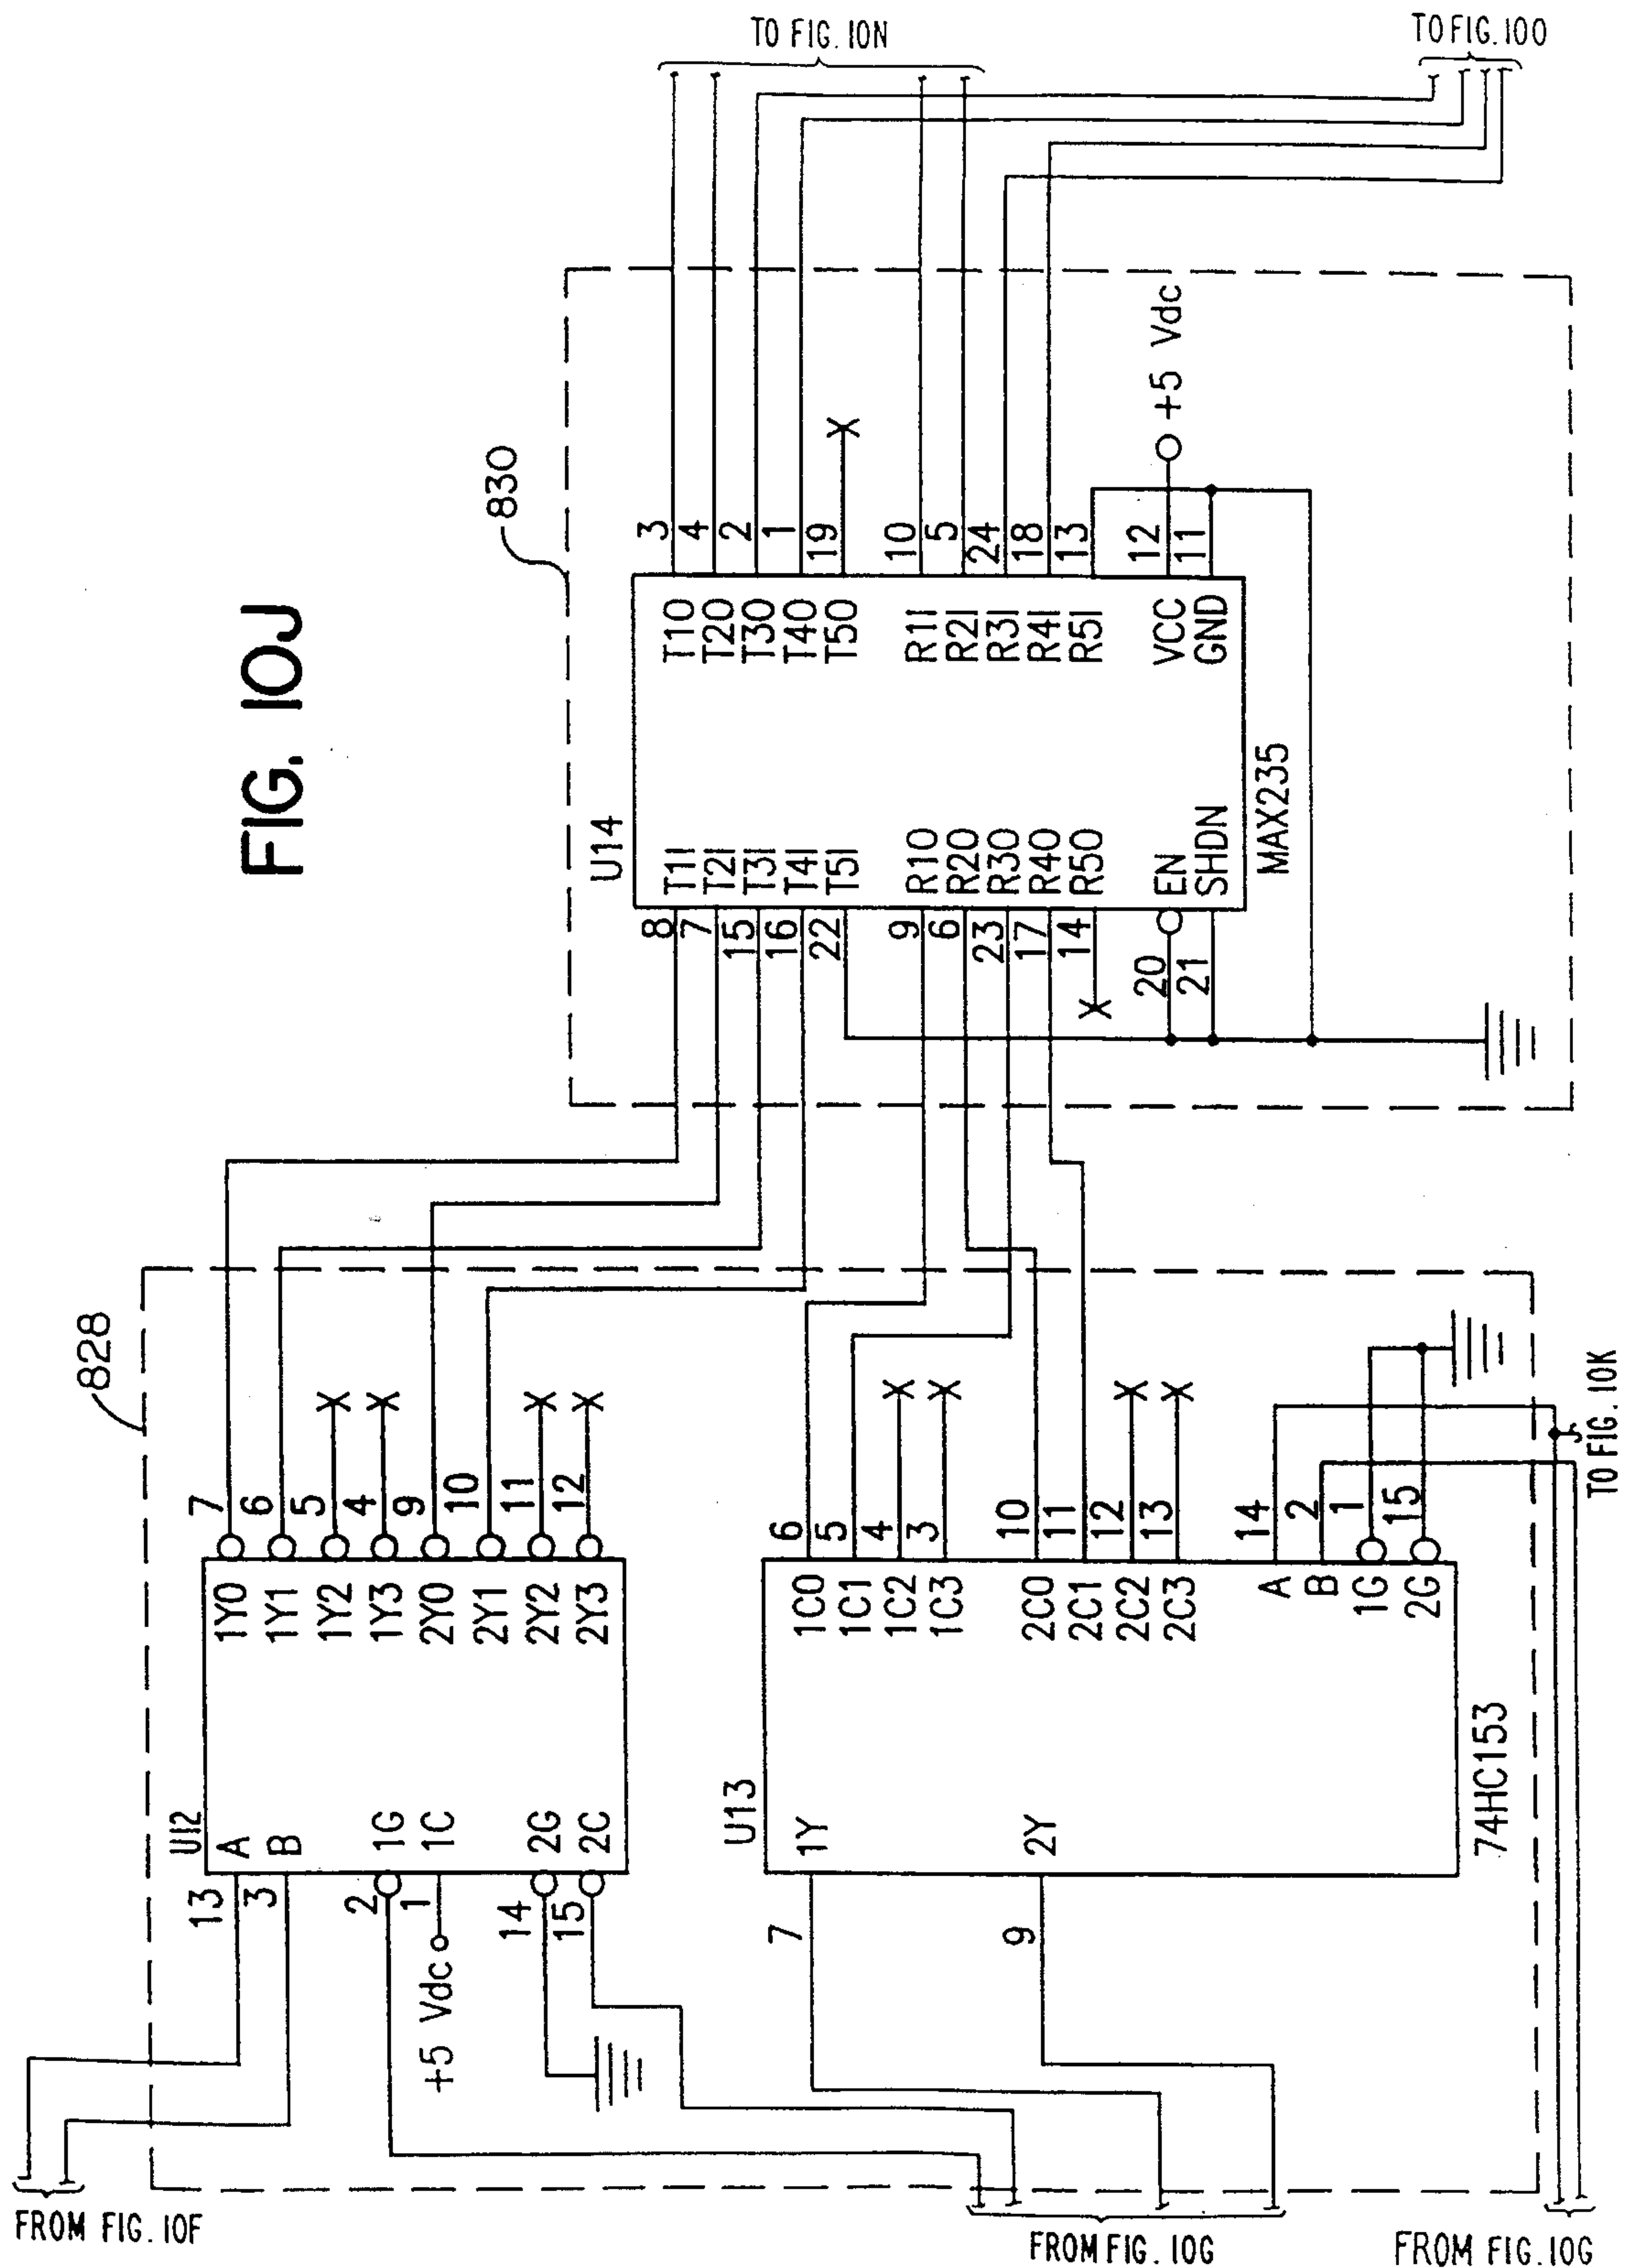 FIG. 10J
TO FIG. 10N
TO FIG. 10O
830
U14
T1I
T2I
T3I
T4I
T5I
R1O
R2O
R3O
R4O
R5O
EN
SHDN
8
7
15
16
22
9
6
23
17
14
20
21
T1O
T2O
T3O
T4O
T5O
R1I
R2I
R3I
R4I
R5I
VCC
GND
3
4
2
1
19
10
5
24
18
13
12
11
+5 Vdc
MAX235
828
U12
A
B
1G
1C
2G
2C
13
3
2
1
14
15
+5 Vdc
1Y0
1Y1
1Y2
1Y3
2Y0
2Y1
2Y2
2Y3
7
6
5
4
9
10
11
12
U13
1Y
2Y
7
9
1C0
1C1
1C2
1C3
2C0
2C1
2C2
2C3
A
B
1G
2G
6
5
4
3
10
11
12
13
14
2
1
15
74HC153
TO FIG. 10K
FROM FIG. 10F
FROM FIG. 10G
FROM FIG. 10G